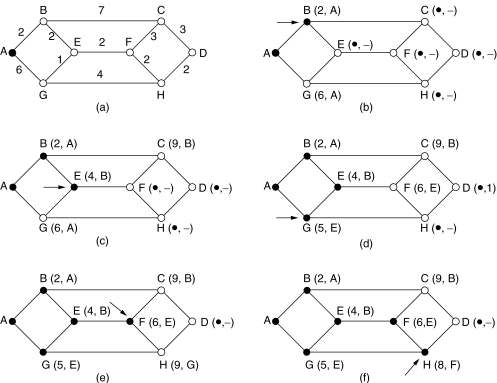 B 7 C
2 2 3 3
A E 2 F D
6 1 2 2
G 4 H
(a)
B (2, A) C (●, –)
E (●, –)
A F (●, –) D (●, –)
G (6, A) H (●, –)
(b)
B (2, A) C (9, B)
E (4, B)
A F (●, –) D (●,–)
G (6, A) H (●, –)
(c)
B (2, A) C (9, B)
E (4, B)
A F (6, E) D (●,1)
G (5, E) H (●, –)
(d)
B (2, A) C (9, B)
E (4, B)
A F (6, E) D (●,–)
G (5, E) H (9, G)
(e)
B (2, A) C (9, B)
E (4, B)
A F (6,E) D (●,–)
G (5, E) H (8, F)
(f)